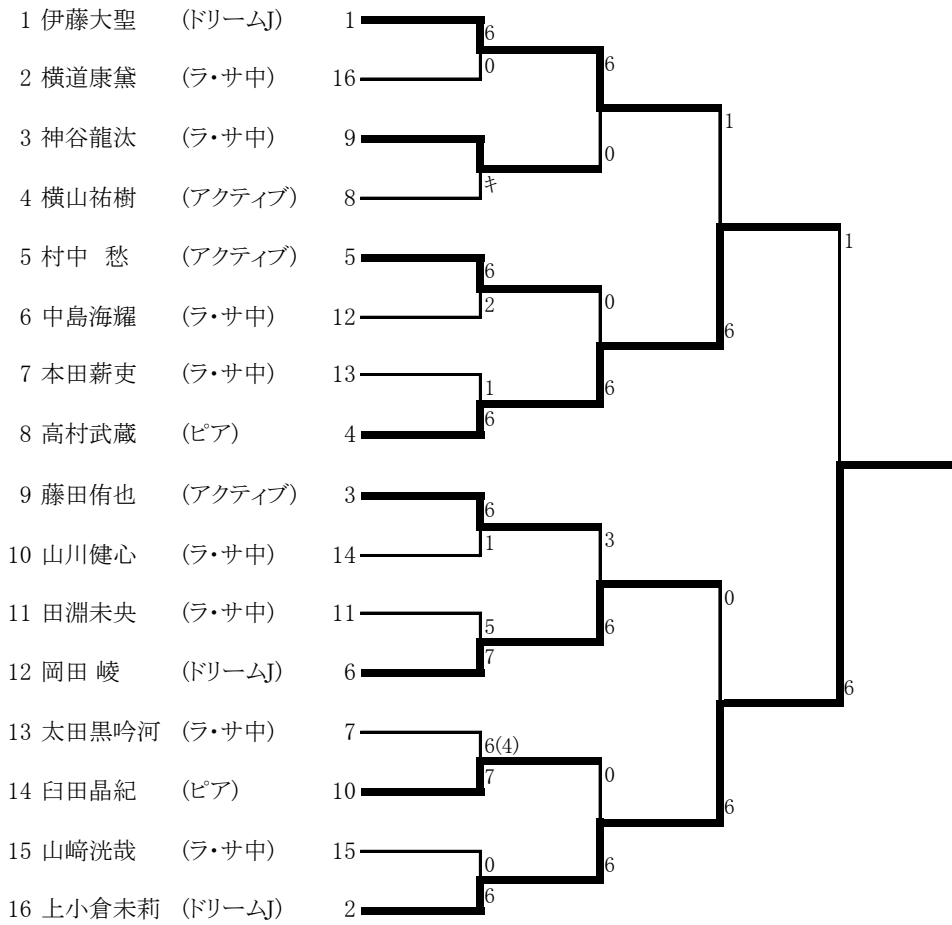 1 伊藤大聖 (ドリームJ) 1
6
0
6
2 横道康黛 (ラ・サ中) 16
1
3 神谷龍汰 (ラ・サ中) 9
0
キ
4 横山祐樹 (アクティブ) 8
1
5 村中 愁 (アクティブ) 5
6
2
0
6 中島海耀 (ラ・サ中) 12
6
7 本田薪吏 (ラ・サ中) 13
1
6
6
8 高村武蔵 (ピア) 4
9 藤田侑也 (アクティブ) 3
6
1
3
10 山川健心 (ラ・サ中) 14
0
11 田淵未央 (ラ・サ中) 11
5
7
6
12 岡田 崚 (ドリームJ) 6
6
13 太田黒吟河 (ラ・サ中) 7
6(4)
7
0
14 臼田晶紀 (ピア) 10
6
15 山﨑洸哉 (ラ・サ中) 15
0
6
6
16 上小倉未莉 (ドリームJ) 2